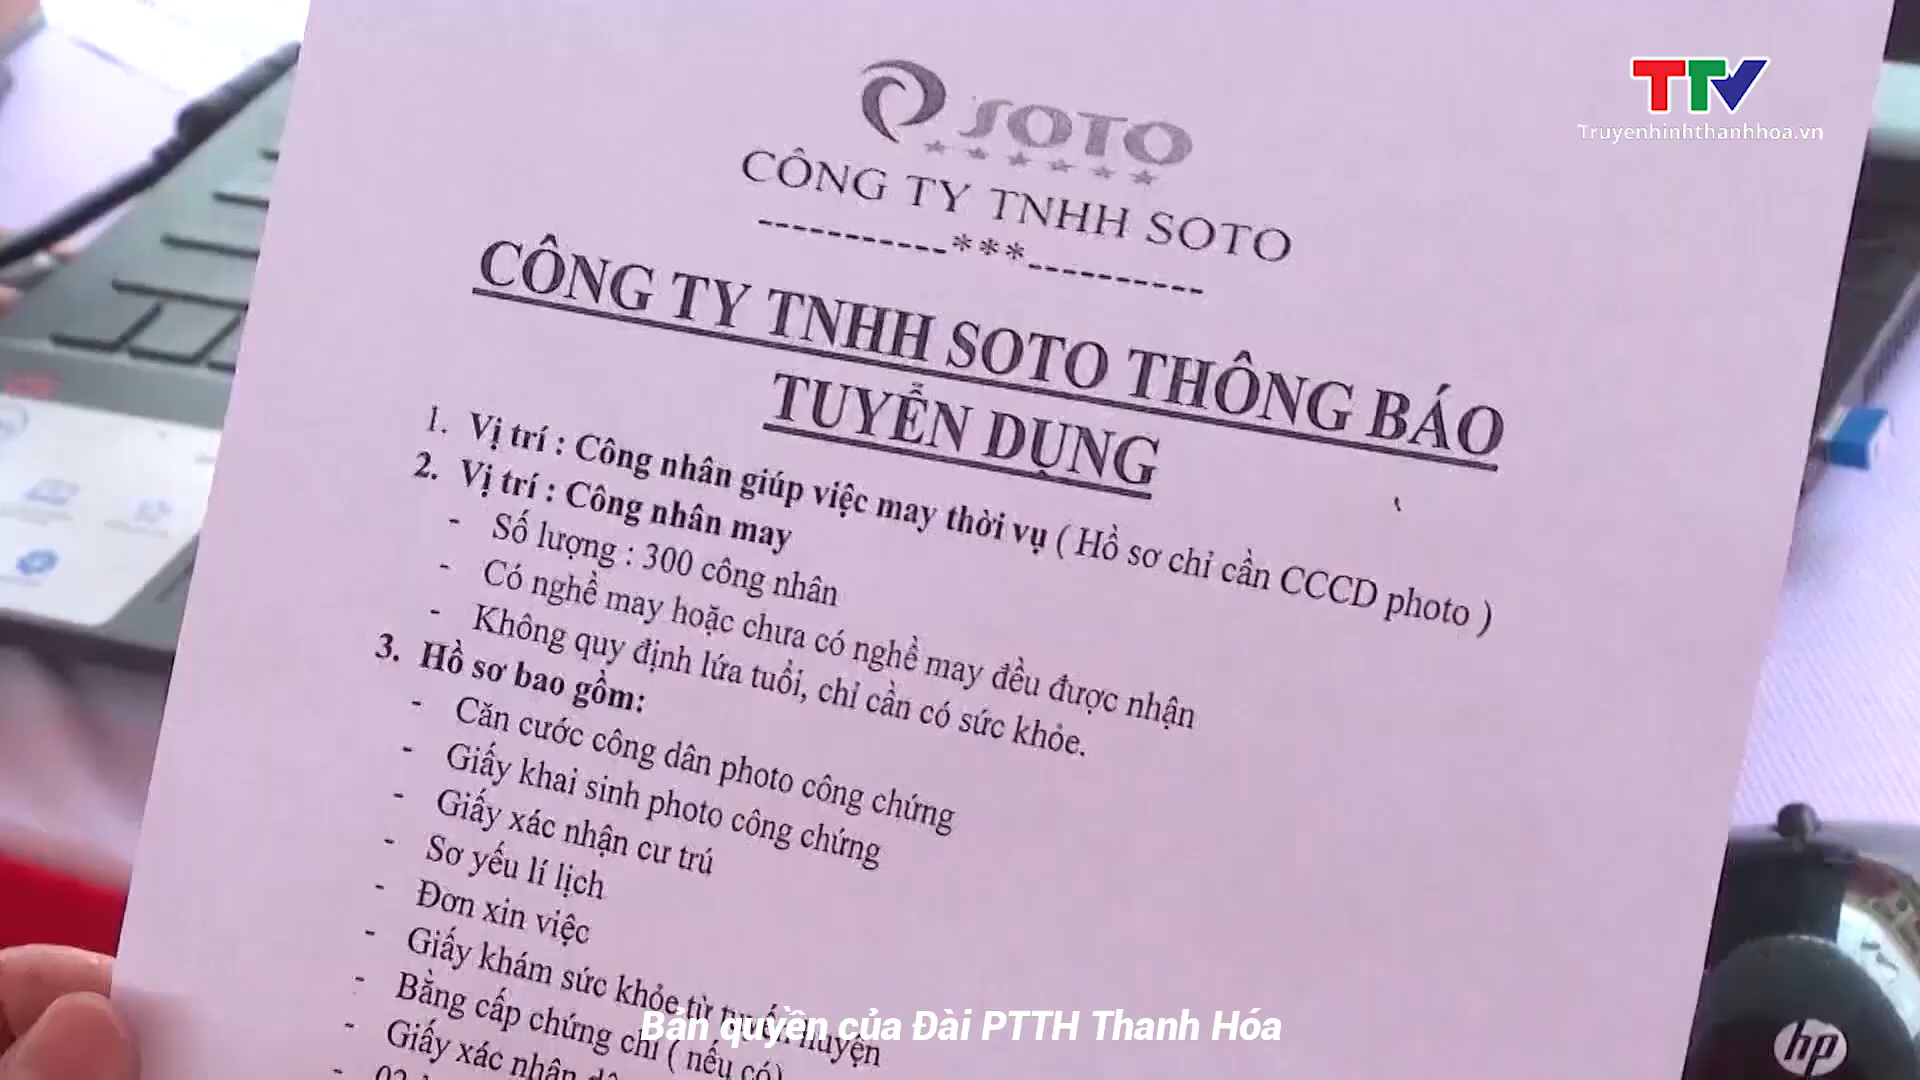 SOTO
CÔNG TY TNHH SOTO
-----------***----------
CÔNG TY TNHH SOTO THÔNG BÁO
TUYỂN DỤNG
1. Vị trí : Công nhân giúp việc may thời vụ ( Hồ sơ chỉ cần CCCD photo )
2. Vị trí : Công nhân may
- Số lượng : 300 công nhân
- Có nghề may hoặc chưa có nghề may đều được nhận
- Không quy định lứa tuổi, chỉ cần có sức khỏe.
3. Hồ sơ bao gồm:
- Căn cước công dân photo công chứng
- Giấy khai sinh photo công chứng
- Giấy xác nhận cư trú
- Sơ yếu lí lịch
- Đơn xin việc
- Giấy khám sức khỏe từ tuyến huyện
- Bằng cấp chứng chỉ ( nếu có)
- Giấy xác nhận
- 02
TTV
Truyenhinhthanhhoa.vn
Bản quyền của Đài PTTH Thanh Hóa
hp